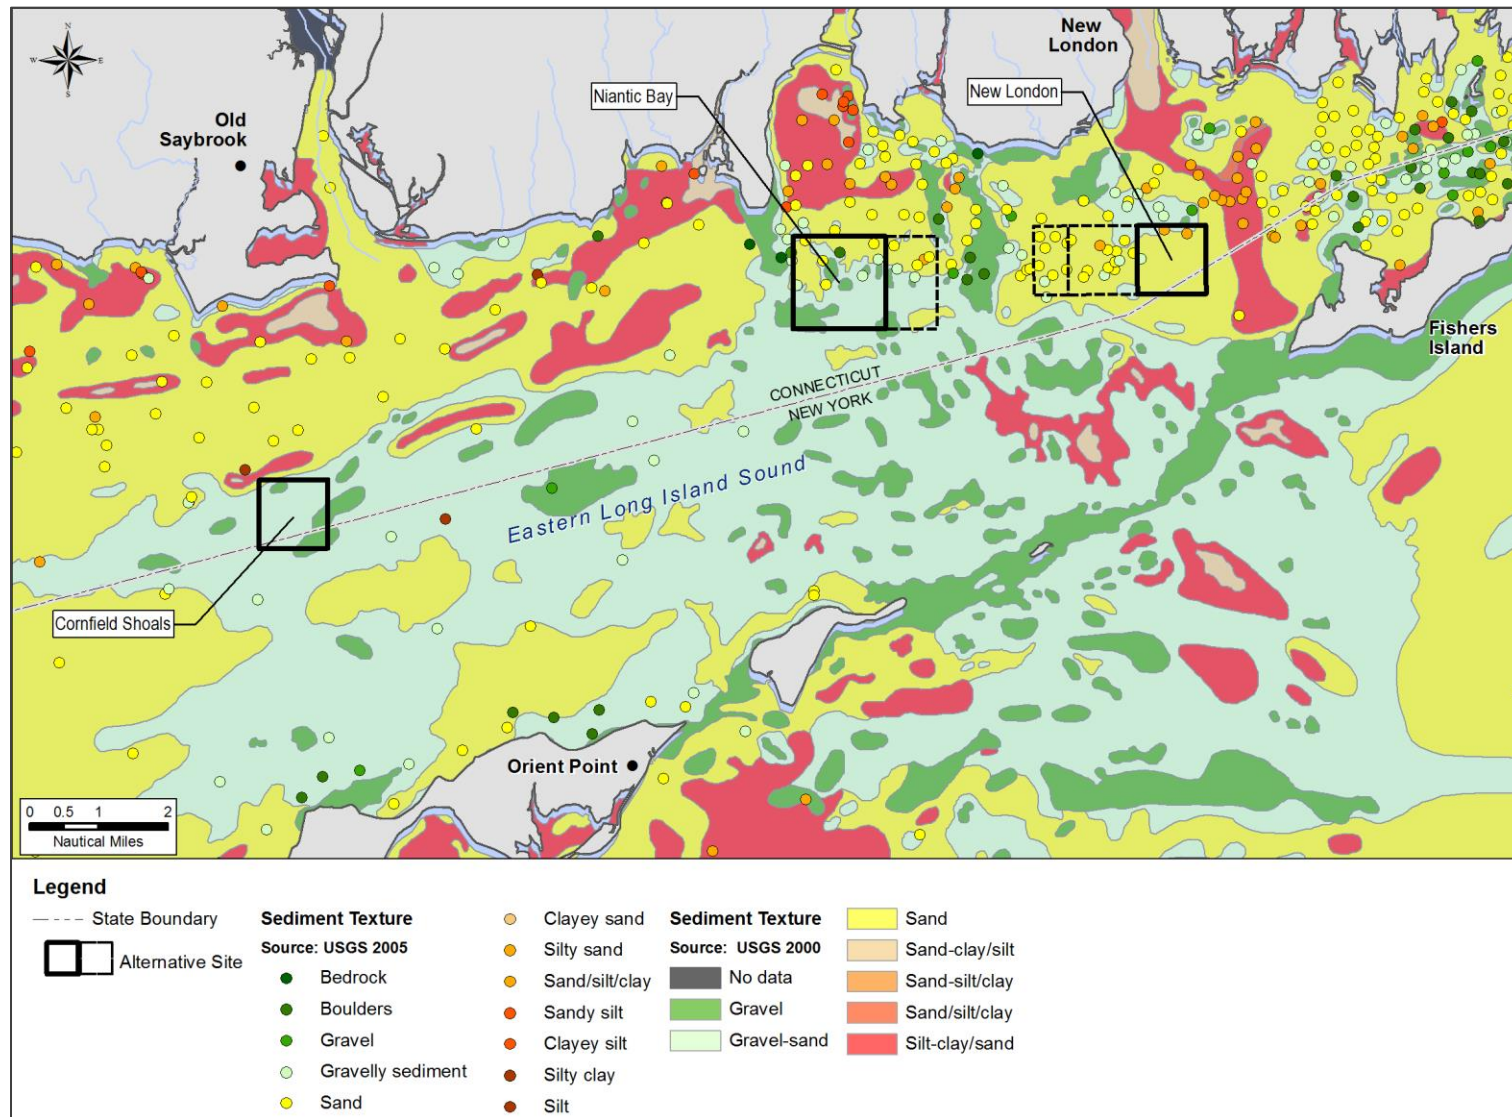 N
W
E
S
New
London
Niantic Bay
New London
Old
Saybrook
Fishers
Island
CONNECTICUT
NEW YORK
Eastern Long Island Sound
Cornfield Shoals
Orient Point
0 0.5 1 2
Nautical Miles
Legend
State Boundary
Alternative Site
Sediment Texture
Source: USGS 2005
Bedrock
Boulders
Gravel
Gravelly sediment
Sand
Clayey sand
Silty sand
Sand/silt/clay
Sandy silt
Clayey silt
Silty clay
Silt
Sediment Texture
Source: USGS 2000
No data
Gravel
Gravel-sand
Sand
Sand-clay/silt
Sand-silt/clay
Sand/silt/clay
Silt-clay/sand